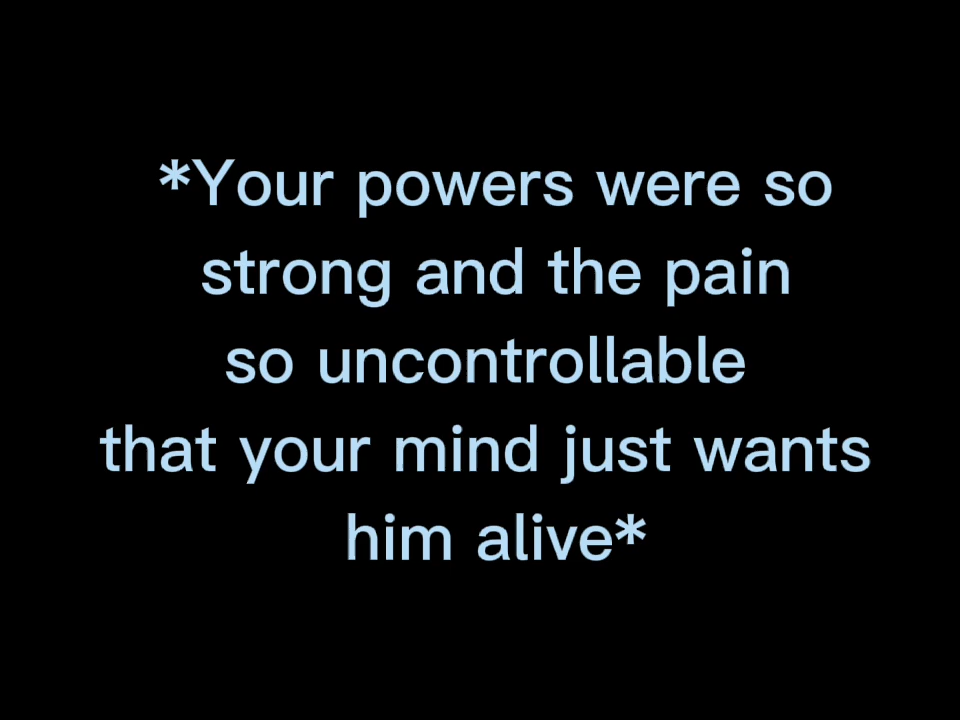 *Your powers were so
strong and the pain
so uncontrollable
that your mind just wants
him alive*